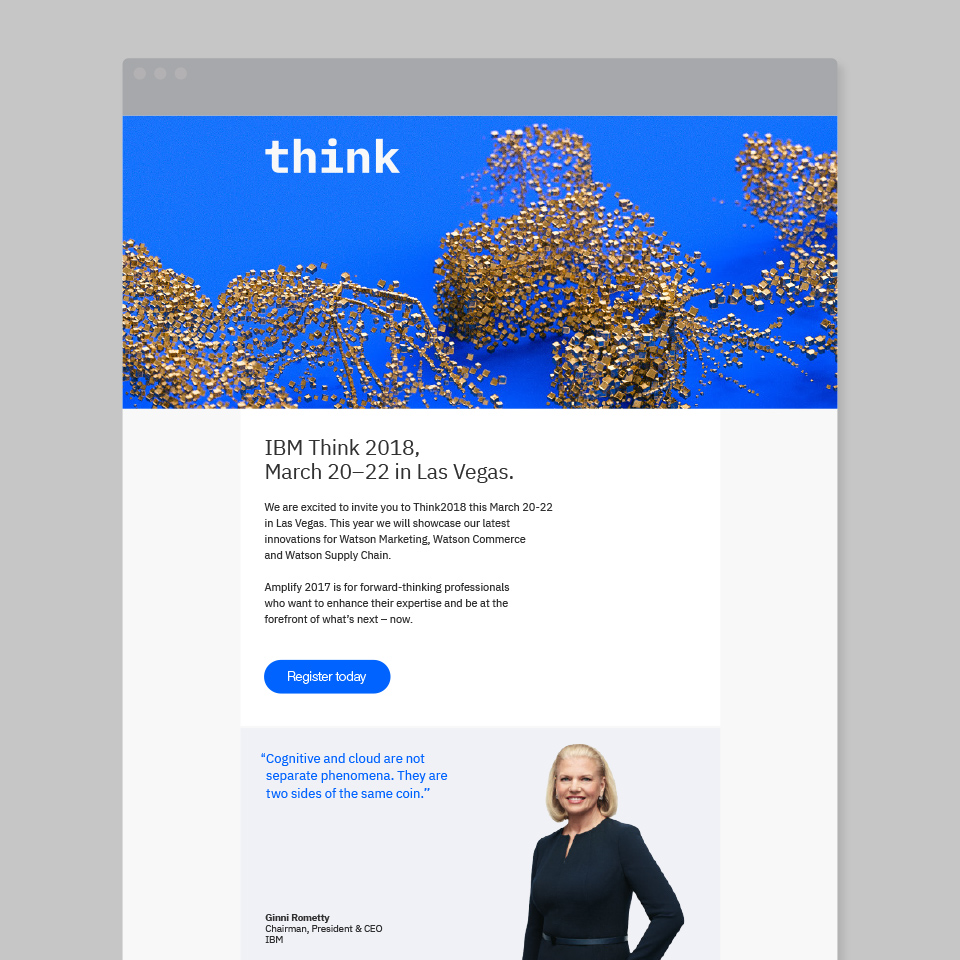 think
IBM Think 2018,
March 20–22 in Las Vegas.
We are excited to invite you to Think2018 this March 20-22
in Las Vegas. This year we will showcase our latest
innovations for Watson Marketing, Watson Commerce
and Watson Supply Chain.
Amplify 2017 is for forward-thinking professionals
who want to enhance their expertise and be at the
forefront of what's next – now.
Register today
“Cognitive and cloud are not
separate phenomena. They are
two sides of the same coin.”
Ginni Rometty
Chairman, President & CEO
IBM